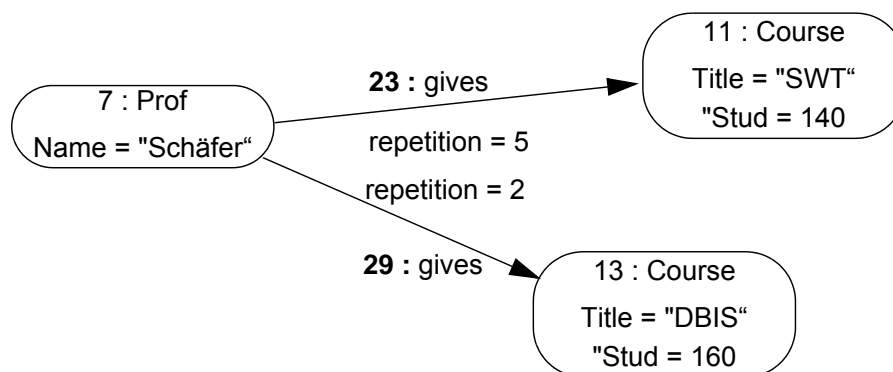 11 : Course
Title = "SWT“
"Stud = 140
23 : gives
7 : Prof
Name = "Schäfer“
repetition = 5
repetition = 2
29 : gives
13 : Course
Title = "DBIS“
"Stud = 160